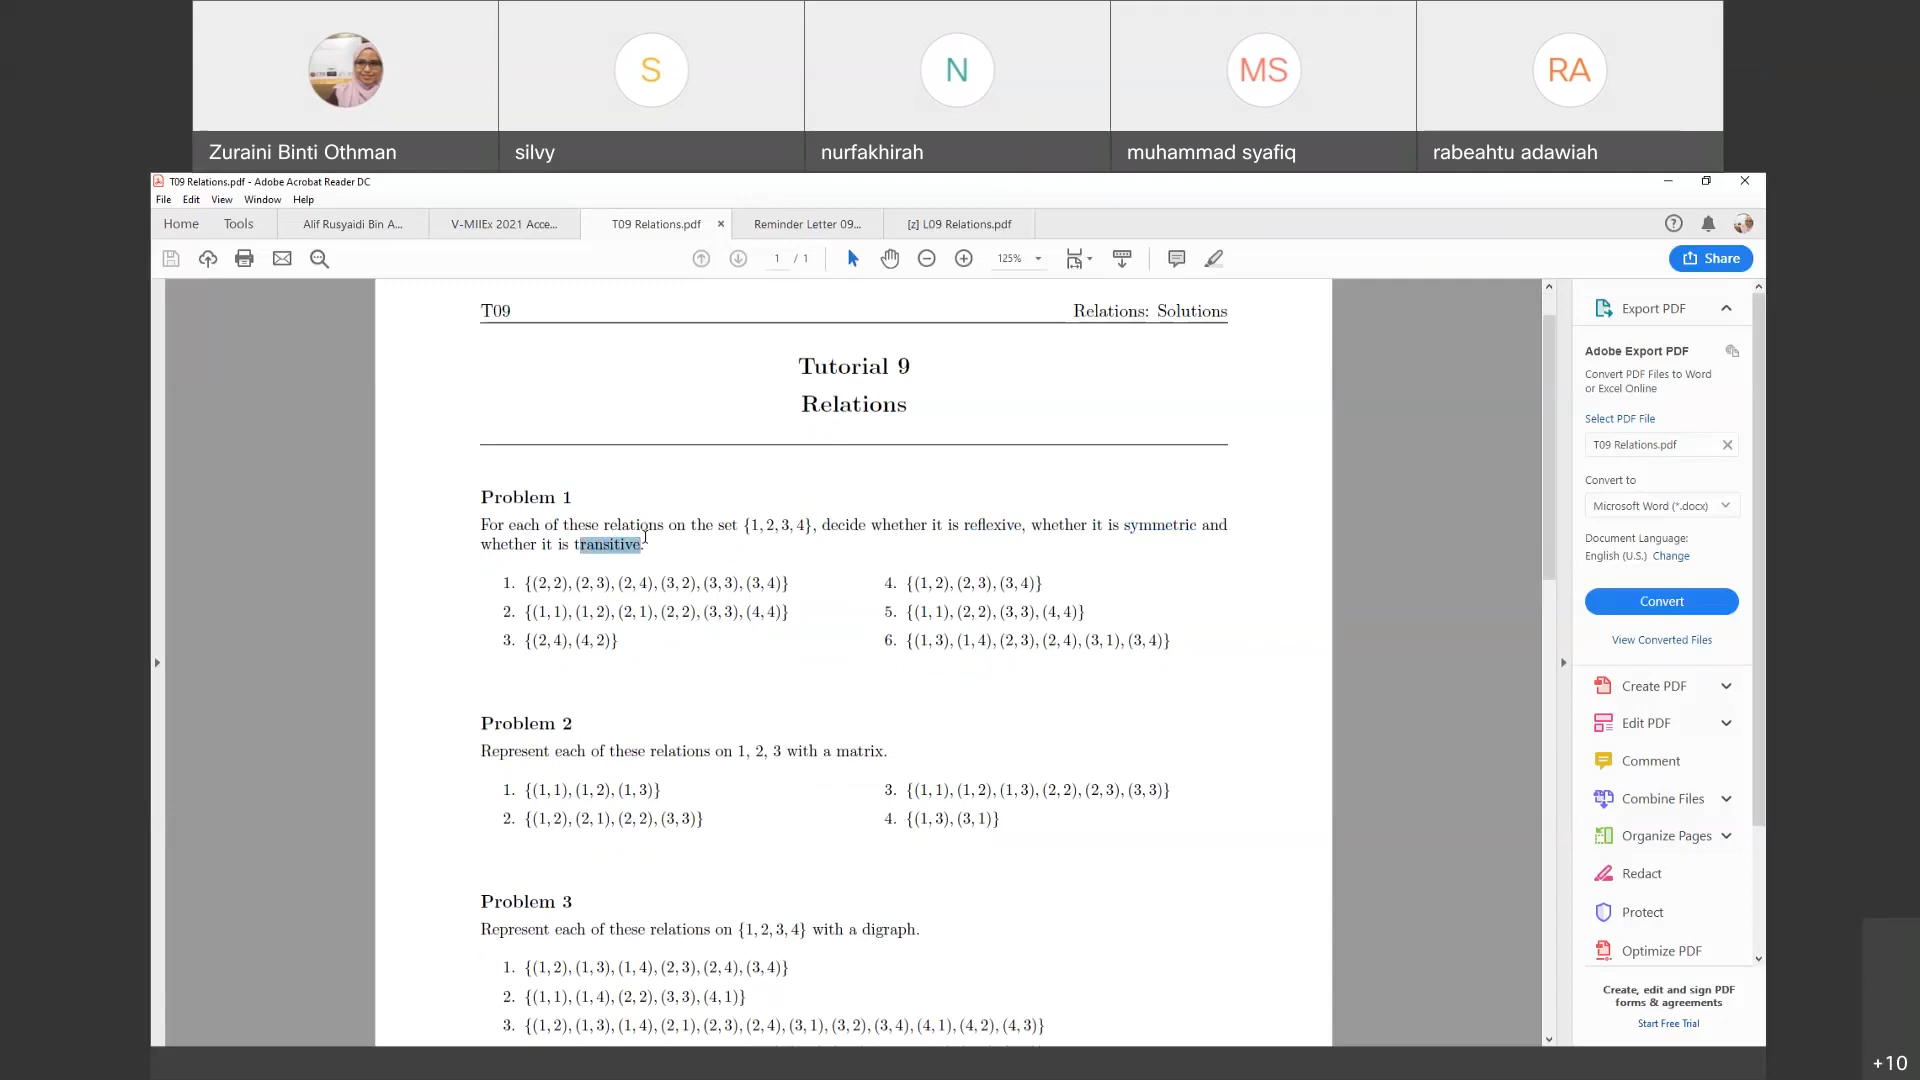 S
N
MS
RA
Zuraini Binti Othman
silvy
nurfakhirah
muhammad syafiq
rabeahtu adawiah
T09 Relations.pdf - Adobe Acrobat Reader DC
File Edit View Window Help
Home Tools Alif Rusyaidi Bin A... V-MIIEx 2021 Acce... T09 Relations.pdf × Reminder Letter 09... [z] L09 Relations.pdf
1 / 1 125% Share
T09 Relations: Solutions
Tutorial 9
Relations
Problem 1
For each of these relations on the set {1, 2, 3, 4}, decide whether it is reflexive, whether it is symmetric and
whether it is transitive.
1. {(2, 2), (2, 3), (2, 4), (3, 2), (3, 3), (3, 4)}
2. {(1, 1), (1, 2), (2, 1), (2, 2), (3, 3), (4, 4)}
3. {(2, 4), (4, 2)}
4. {(1, 2), (2, 3), (3, 4)}
5. {(1, 1), (2, 2), (3, 3), (4, 4)}
6. {(1, 3), (1, 4), (2, 3), (2, 4), (3, 1), (3, 4)}
Problem 2
Represent each of these relations on 1, 2, 3 with a matrix.
1. {(1, 1), (1, 2), (1, 3)}
2. {(1, 2), (2, 1), (2, 2), (3, 3)}
3. {(1, 1), (1, 2), (1, 3), (2, 2), (2, 3), (3, 3)}
4. {(1, 3), (3, 1)}
Problem 3
Represent each of these relations on {1, 2, 3, 4} with a digraph.
1. {(1, 2), (1, 3), (1, 4), (2, 3), (2, 4), (3, 4)}
2. {(1, 1), (1, 4), (2, 2), (3, 3), (4, 1)}
3. {(1, 2), (1, 3), (1, 4), (2, 1), (2, 3), (2, 4), (3, 1), (3, 2), (3, 4), (4, 1), (4, 2), (4, 3)}
Export PDF
Adobe Export PDF
Convert PDF Files to Word
or Excel Online
Select PDF File
T09 Relations.pdf
Convert to
Microsoft Word (*.docx)
Document Language:
English (U.S.) Change
Convert
View Converted Files
Create PDF
Edit PDF
Comment
Combine Files
Organize Pages
Redact
Protect
Optimize PDF
Create, edit and sign PDF
forms & agreements
Start Free Trial
+10